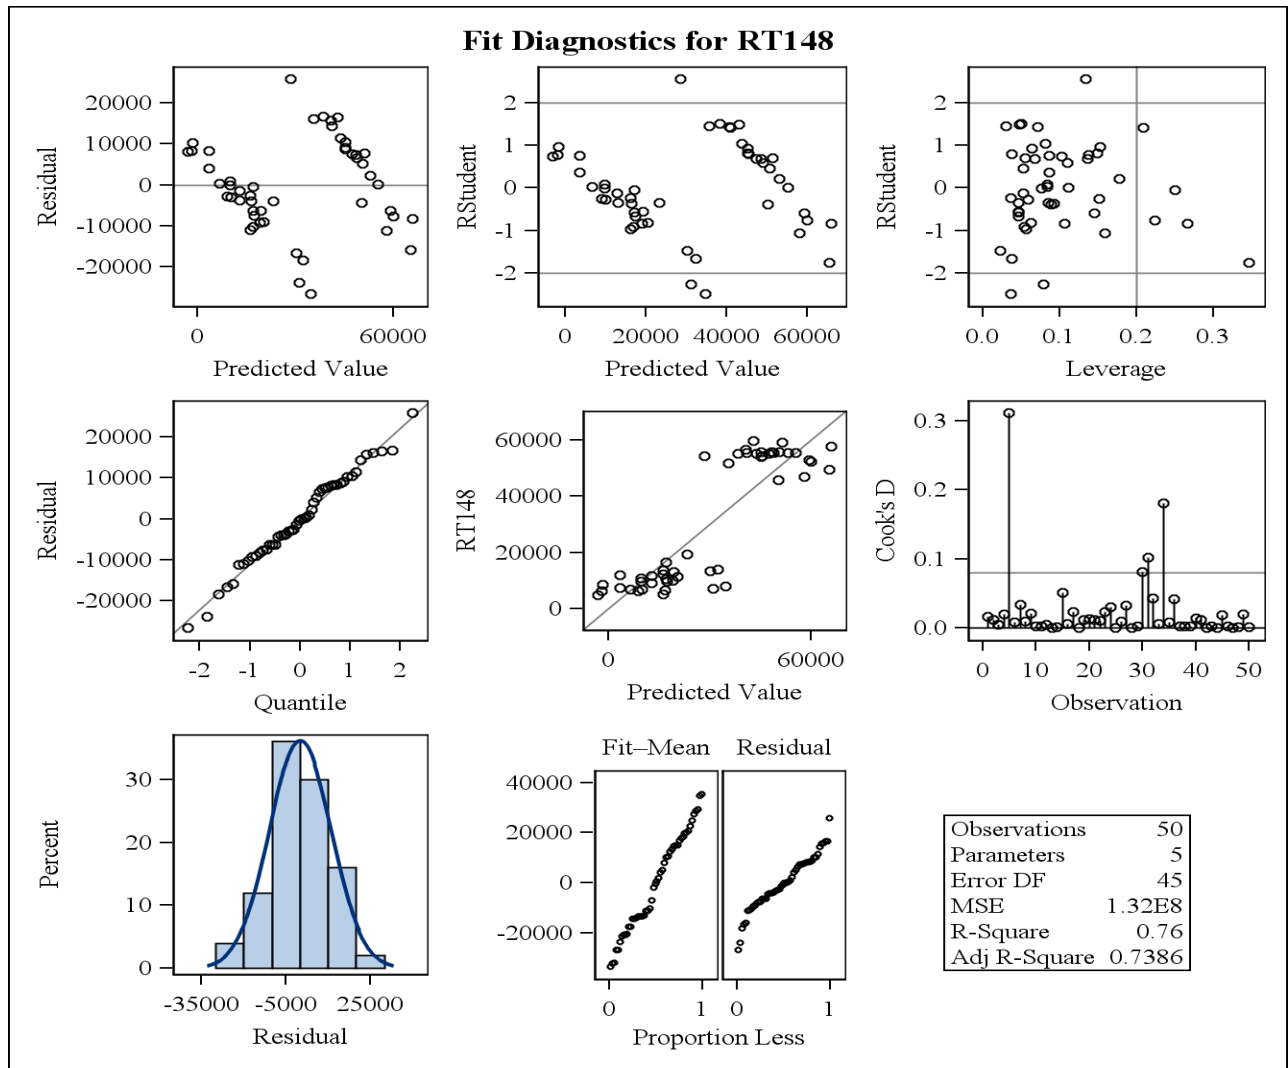 Fit Diagnostics for RT148
Residual
20000
10000
0
-10000
-20000
0 60000
Predicted Value
RStudent
2
1
0
-1
-2
0 20000 40000 60000
Predicted Value
RStudent
2
1
0
-1
-2
0.0 0.1 0.2 0.3
Leverage
Residual
20000
10000
0
-10000
-20000
-2 -1 0 1 2
Quantile
RT148
60000
40000
20000
0
0 60000
Predicted Value
Cook's D
0.3
0.2
0.1
0.0
0 10 20 30 40 50
Observation
Percent
30
20
10
0
-35000 -5000 25000
Residual
Fit–Mean Residual
40000
20000
0
-20000
0 1 0 1
Proportion Less
Observations 50
Parameters 5
Error DF 45
MSE 1.32E8
R-Square 0.76
Adj R-Square 0.7386